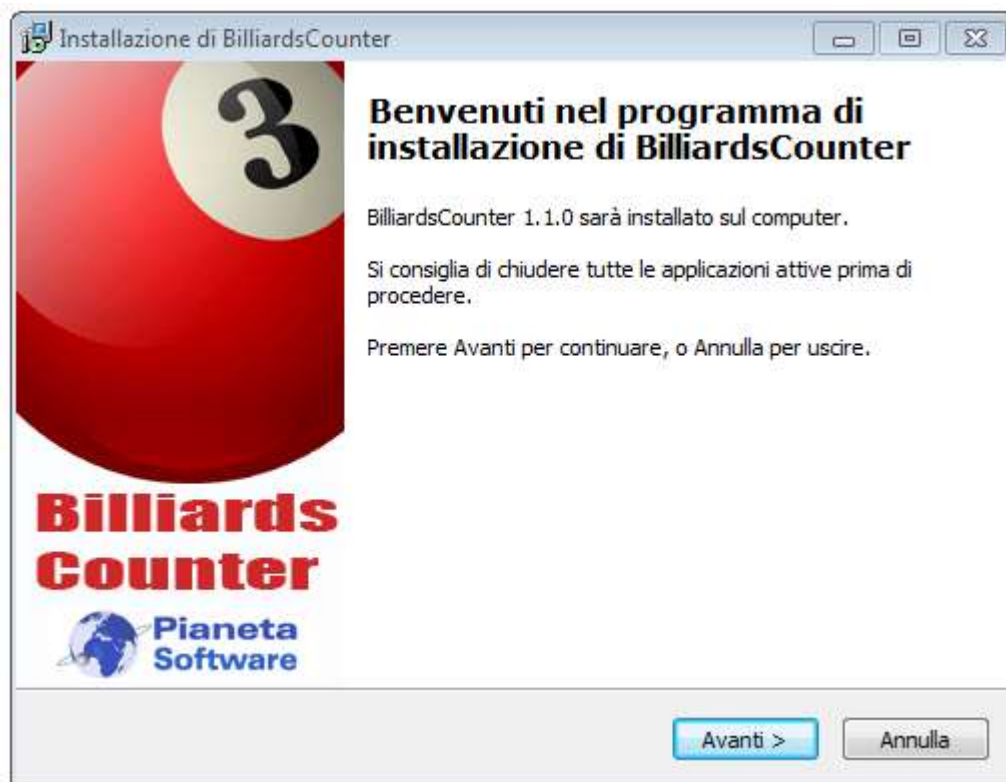 Installazione di BilliardsCounter
3
Benvenuti nel programma di
installazione di BilliardsCounter
BilliardsCounter 1.1.0 sarà installato sul computer.
Si consiglia di chiudere tutte le applicazioni attive prima di
procedere.
Premere Avanti per continuare, o Annulla per uscire.
Billiards
Counter
Pianeta
Software
Avanti >
Annulla